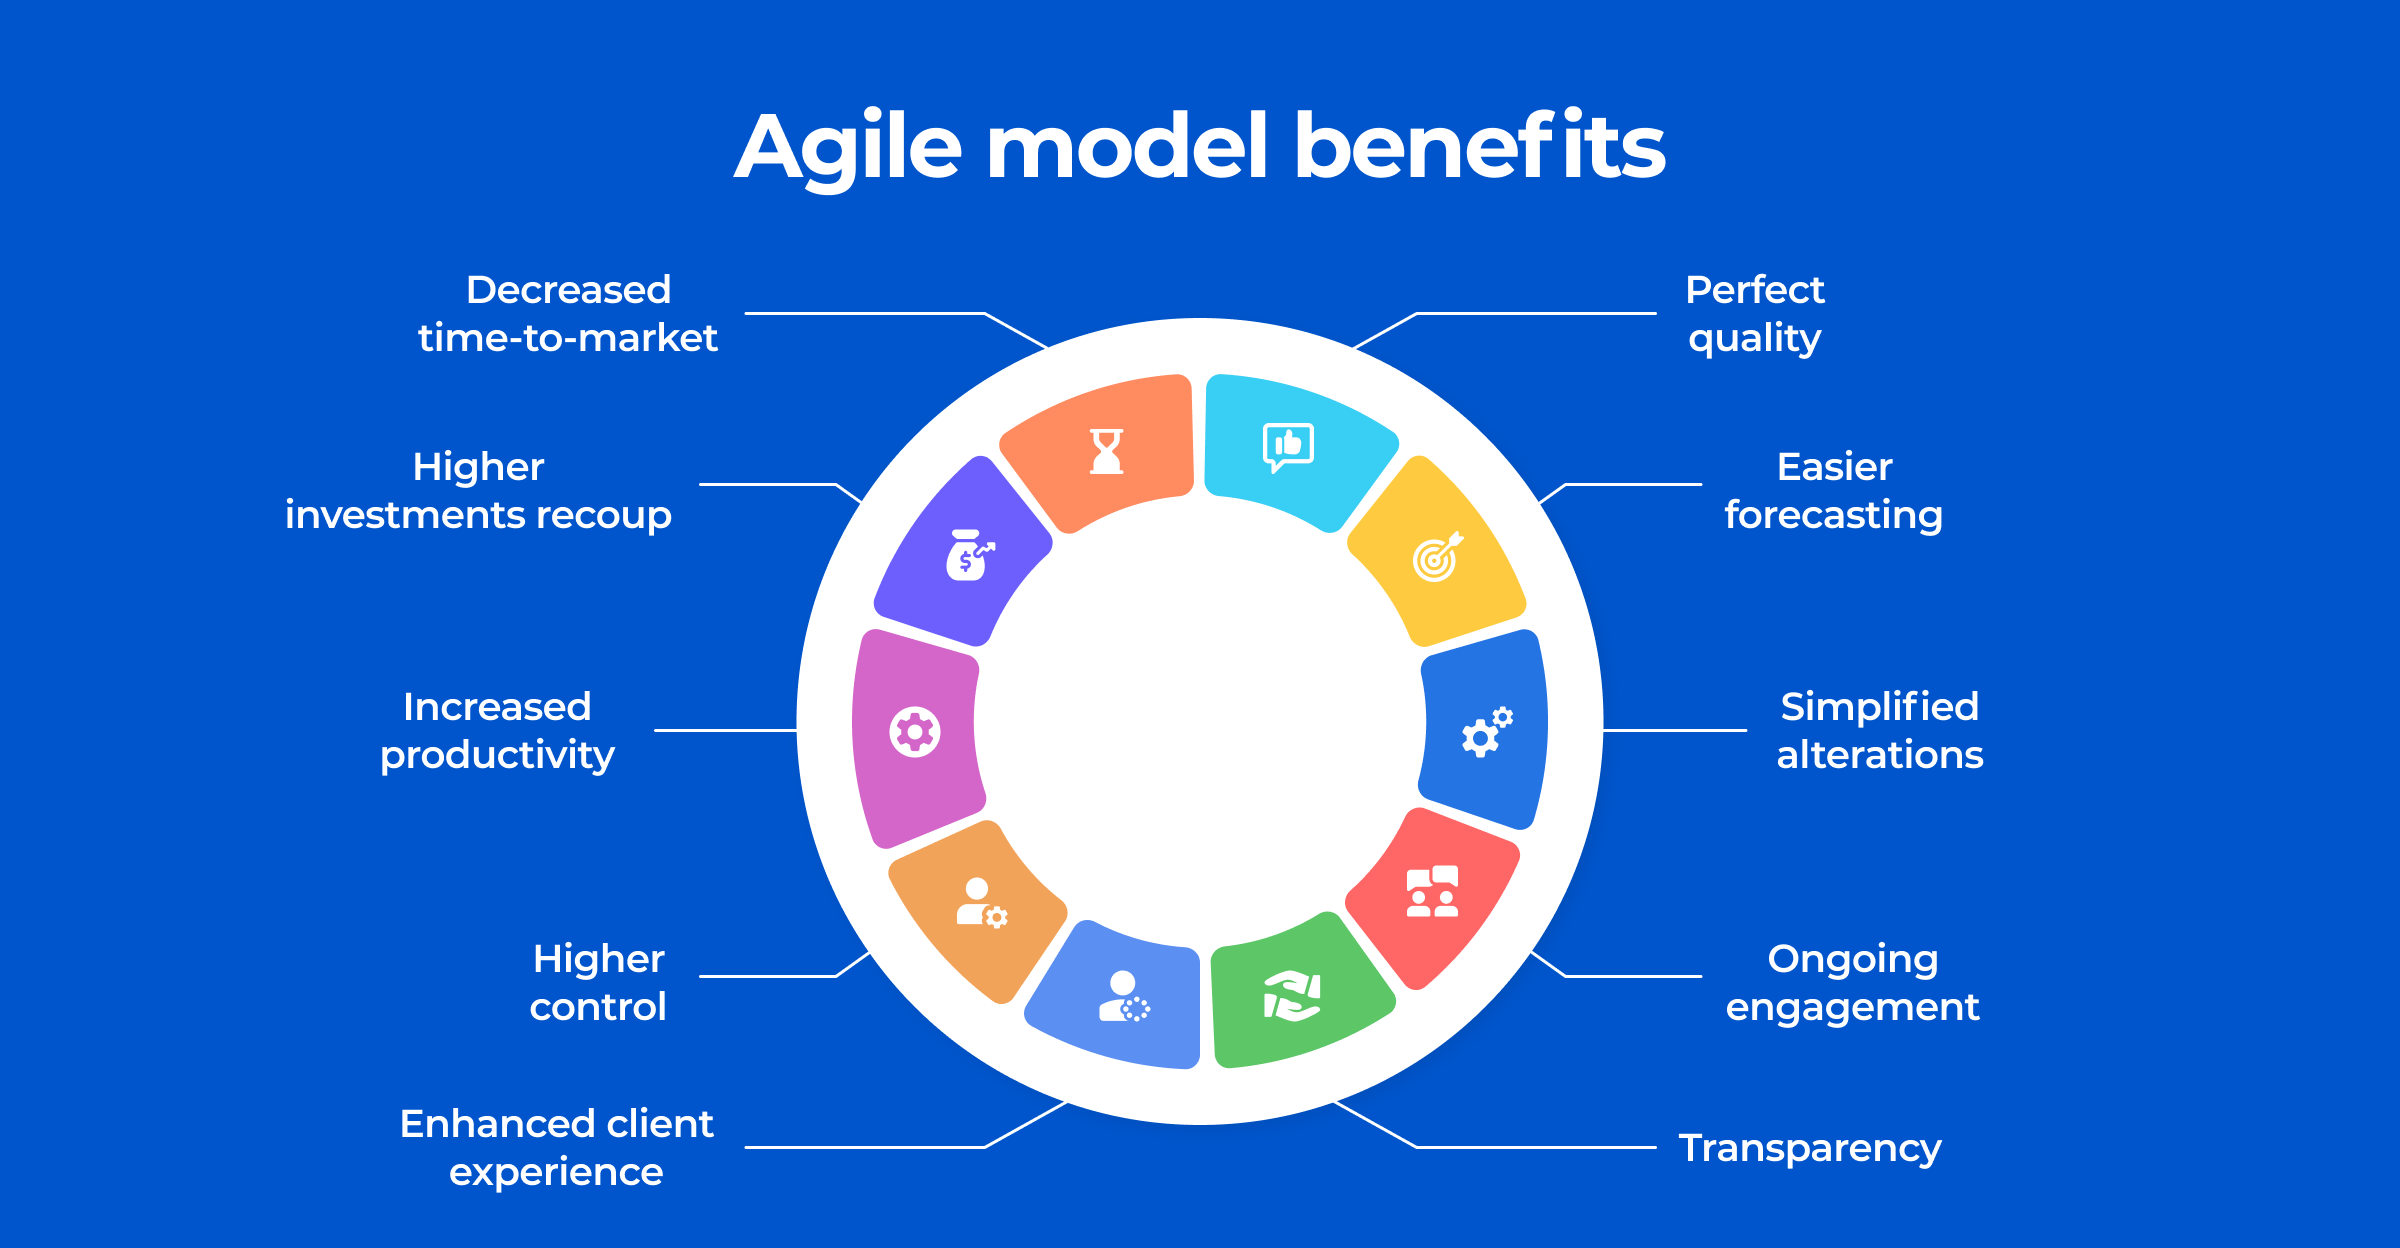 Agile model benefits
Decreased
time-to-market
Higher
investments recoup
Increased
productivity
Higher
control
Enhanced client
experience
Perfect
quality
Easier
forecasting
Simplified
alterations
Ongoing
engagement
Transparency
$